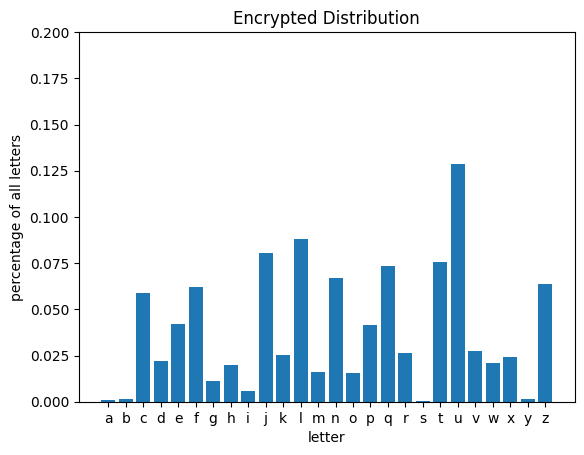 Encrypted Distribution
0.200
0.175
0.150
0.125
0.100
0.075
0.050
0.025
0.000
percentage of all letters
a b c d e f g h i j k l m n o p q r s t u v w x y z
letter